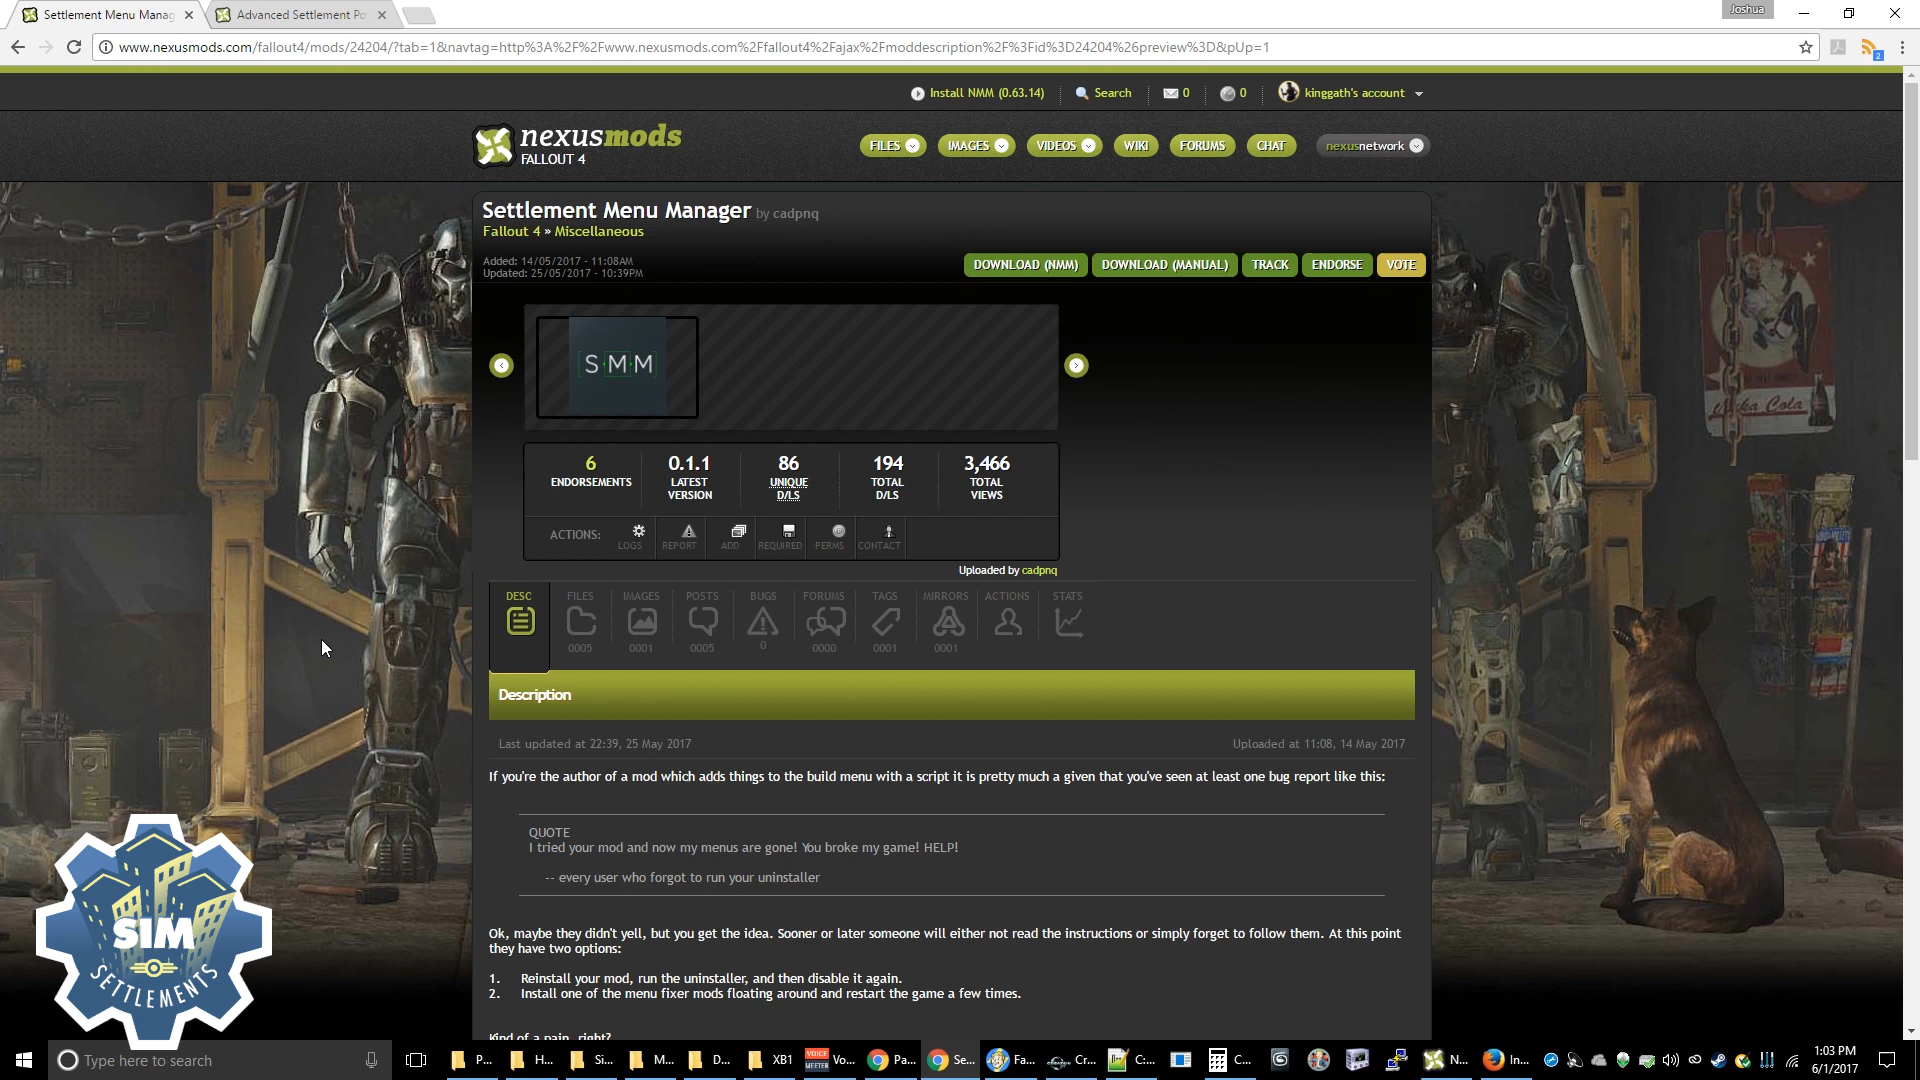 Settlement Menu Manag
Advanced Settlement Po
Joshua
www.nexusmods.com/fallout4/mods/24204/?tab=1&navtag=http%3A%2F%2Fwww.nexusmods.com%2Ffallout4%2Fajax%2Fmoddescription%2F%3Fid%3D24204%26preview%3D&pUp=1
2
Install NMM (0.63.14)
Search
0
0
kinggath's account
nexusmods
FALLOUT 4
FILES
IMAGES
VIDEOS
WIKI
FORUMS
CHAT
nexusnetwork
Settlement Menu Manager by cadpnq
Fallout 4 » Miscellaneous
Added: 14/05/2017 - 11:08AM
Updated: 25/05/2017 - 10:39PM
DOWNLOAD (NMM)
DOWNLOAD (MANUAL)
TRACK
ENDORSE
VOTE
SMM
6
ENDORSEMENTS
0.1.1
LATEST
VERSION
86
UNIQUE
D/LS
194
TOTAL
D/LS
3,466
TOTAL
VIEWS
ACTIONS:
LOGS
REPORT
ADD
REQUIRED
PERMS
CONTACT
Uploaded by cadpnq
DESC
FILES
0005
IMAGES
0001
POSTS
0005
BUGS
0
FORUMS
0000
TAGS
0001
MIRRORS
0001
ACTIONS
STATS
Description
Last updated at 22:39, 25 May 2017
Uploaded at 11:08, 14 May 2017
If you're the author of a mod which adds things to the build menu with a script it is pretty much a given that you've seen at least one bug report like this:
QUOTE
I tried your mod and now my menus are gone! You broke my game! HELP!
-- every user who forgot to run your uninstaller
Ok, maybe they didn't yell, but you get the idea. Sooner or later someone will either not read the instructions or simply forget to follow them. At this point
they have two options:
1. Reinstall your mod, run the uninstaller, and then disable it again.
2. Install one of the menu fixer mods floating around and restart the game a few times.
Kind of a pain, right?
SIM
SETTLEMENTS
Type here to search
P...
H...
Si...
M...
D...
XB1
VOICE
MEETER
Vo...
Pa...
Se...
Fa...
Cr...
C:...
C...
N...
In...
1:03 PM
6/1/2017